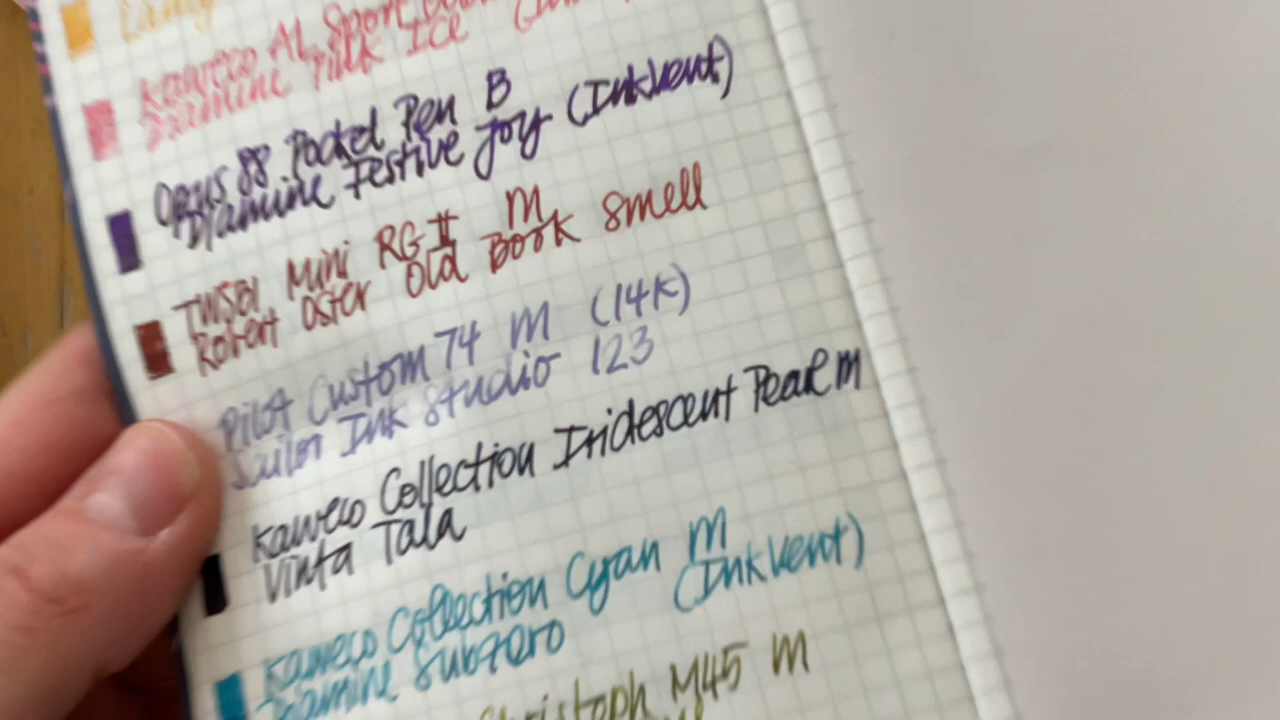 Lamy
Kaweco AL Sport
Diamine Pink Ice
Opus 88 Pocket Pen B
Diamine Festive Joy (InkVent)
TWSBI Mini RG II M
Robert Oster Old Book Smell
Pilot Custom 74 M (14K)
Sailor Ink Studio 123
Kaweco Collection Iridescent Pearl M
Vinta Tala
Kaweco Collection Cyan M
Diamine Subzero (InkVent)
Christoph M45 M